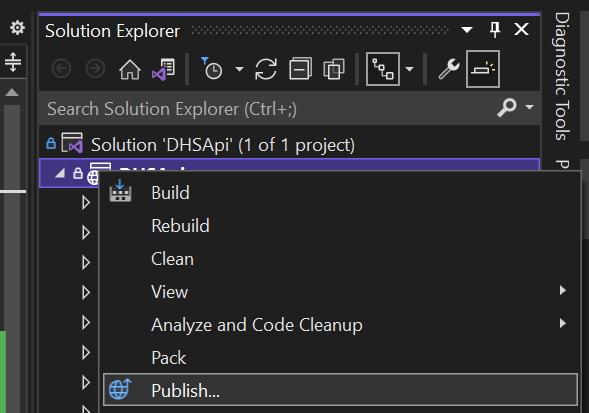 Solution Explorer
Search Solution Explorer (Ctrl+;)
Solution 'DHSApi' (1 of 1 project)
Build
Rebuild
Clean
View
Analyze and Code Cleanup
Pack
Publish...
Diagnostic Tools
P